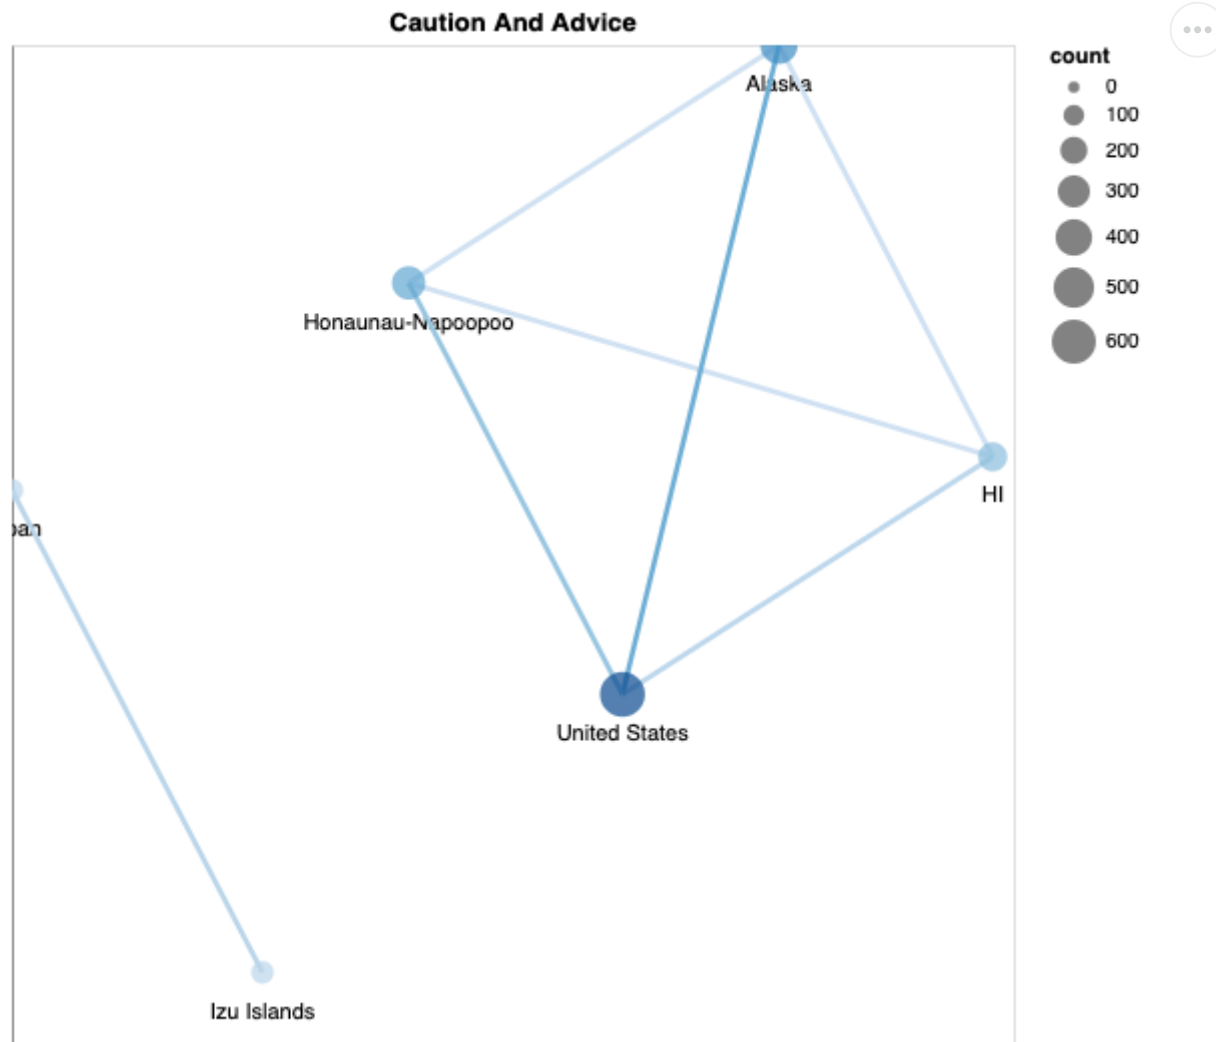 Caution And Advice
count
0
100
200
300
400
500
600
Alaska
Honaunau-Napoopoo
HI
United States
Izu Islands